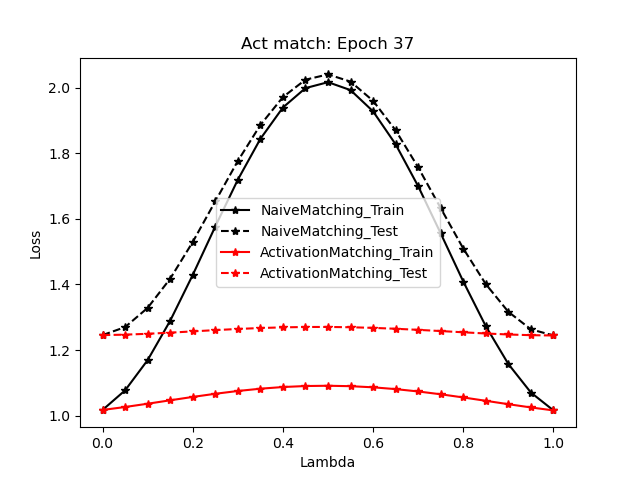 Act match: Epoch 37
Loss
2.0
1.8
1.6
1.4
1.2
1.0
NaiveMatching_Train
NaiveMatching_Test
ActivationMatching_Train
ActivationMatching_Test
0.0 0.2 0.4 0.6 0.8 1.0
Lambda